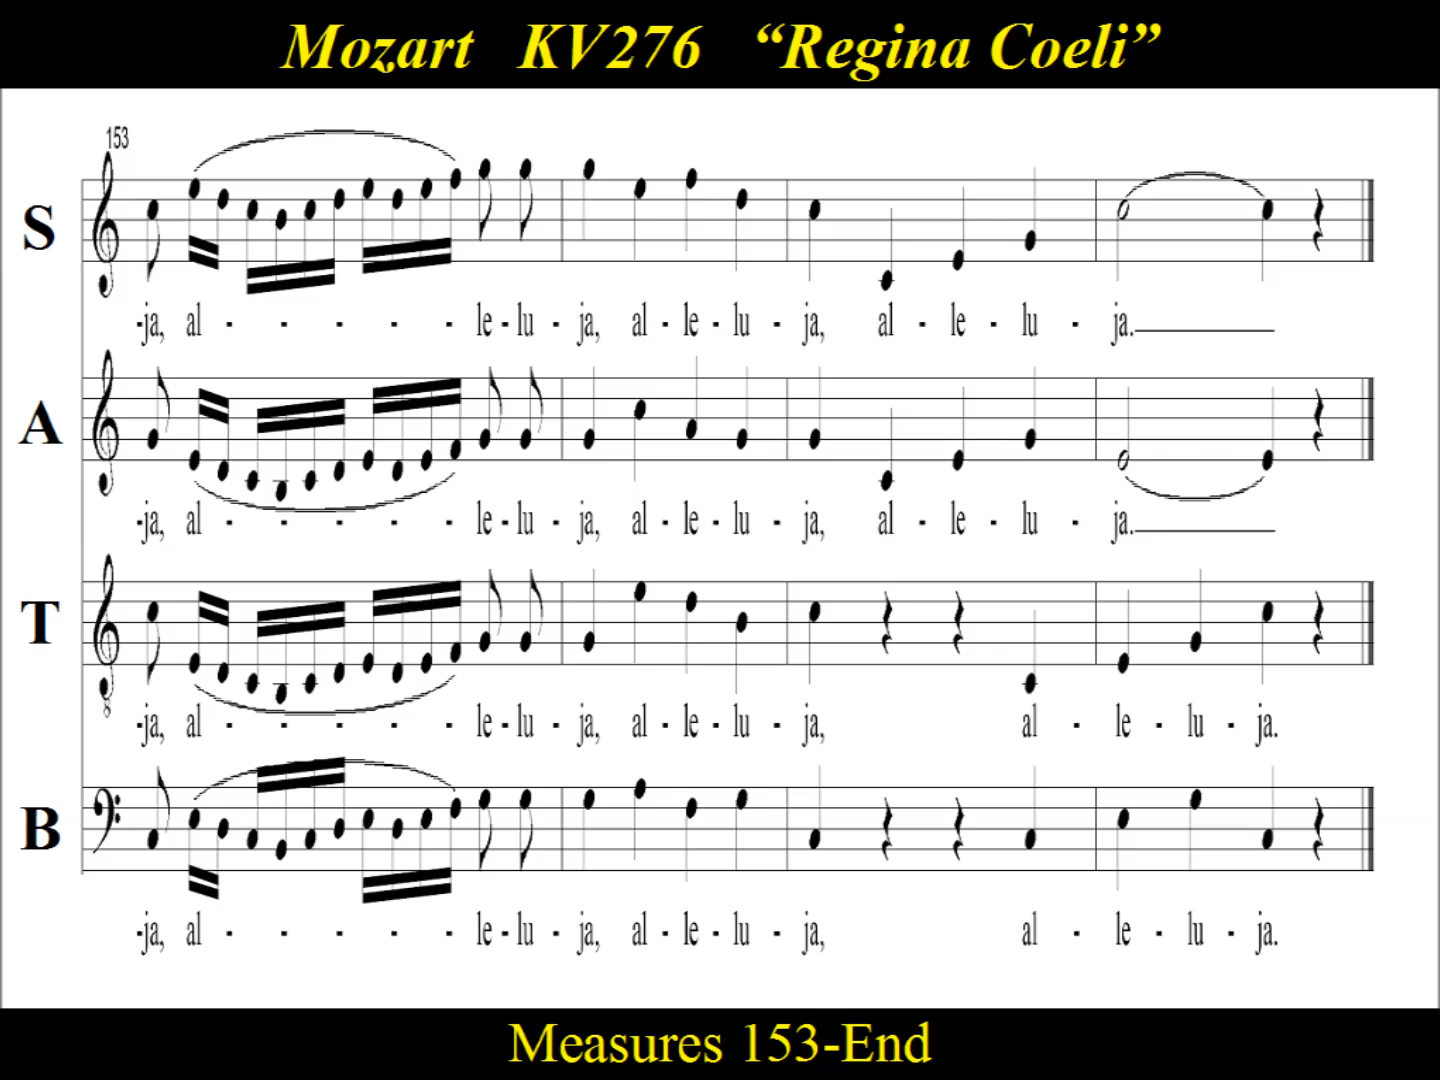 Mozart KV276 “Regina Coeli”
153
S
-ja, al - - - - - le - lu - ja, al - le - lu - ja, al - le - lu - ja.
A
-ja, al - - - - - le - lu - ja, al - le - lu - ja, al - le - lu - ja.
T
8
-ja, al - - - - - le - lu - ja, al - le - lu - ja, al - le - lu - ja.
B
-ja, al - - - - - le - lu - ja, al - le - lu - ja, al - le - lu - ja.
Measures 153-End